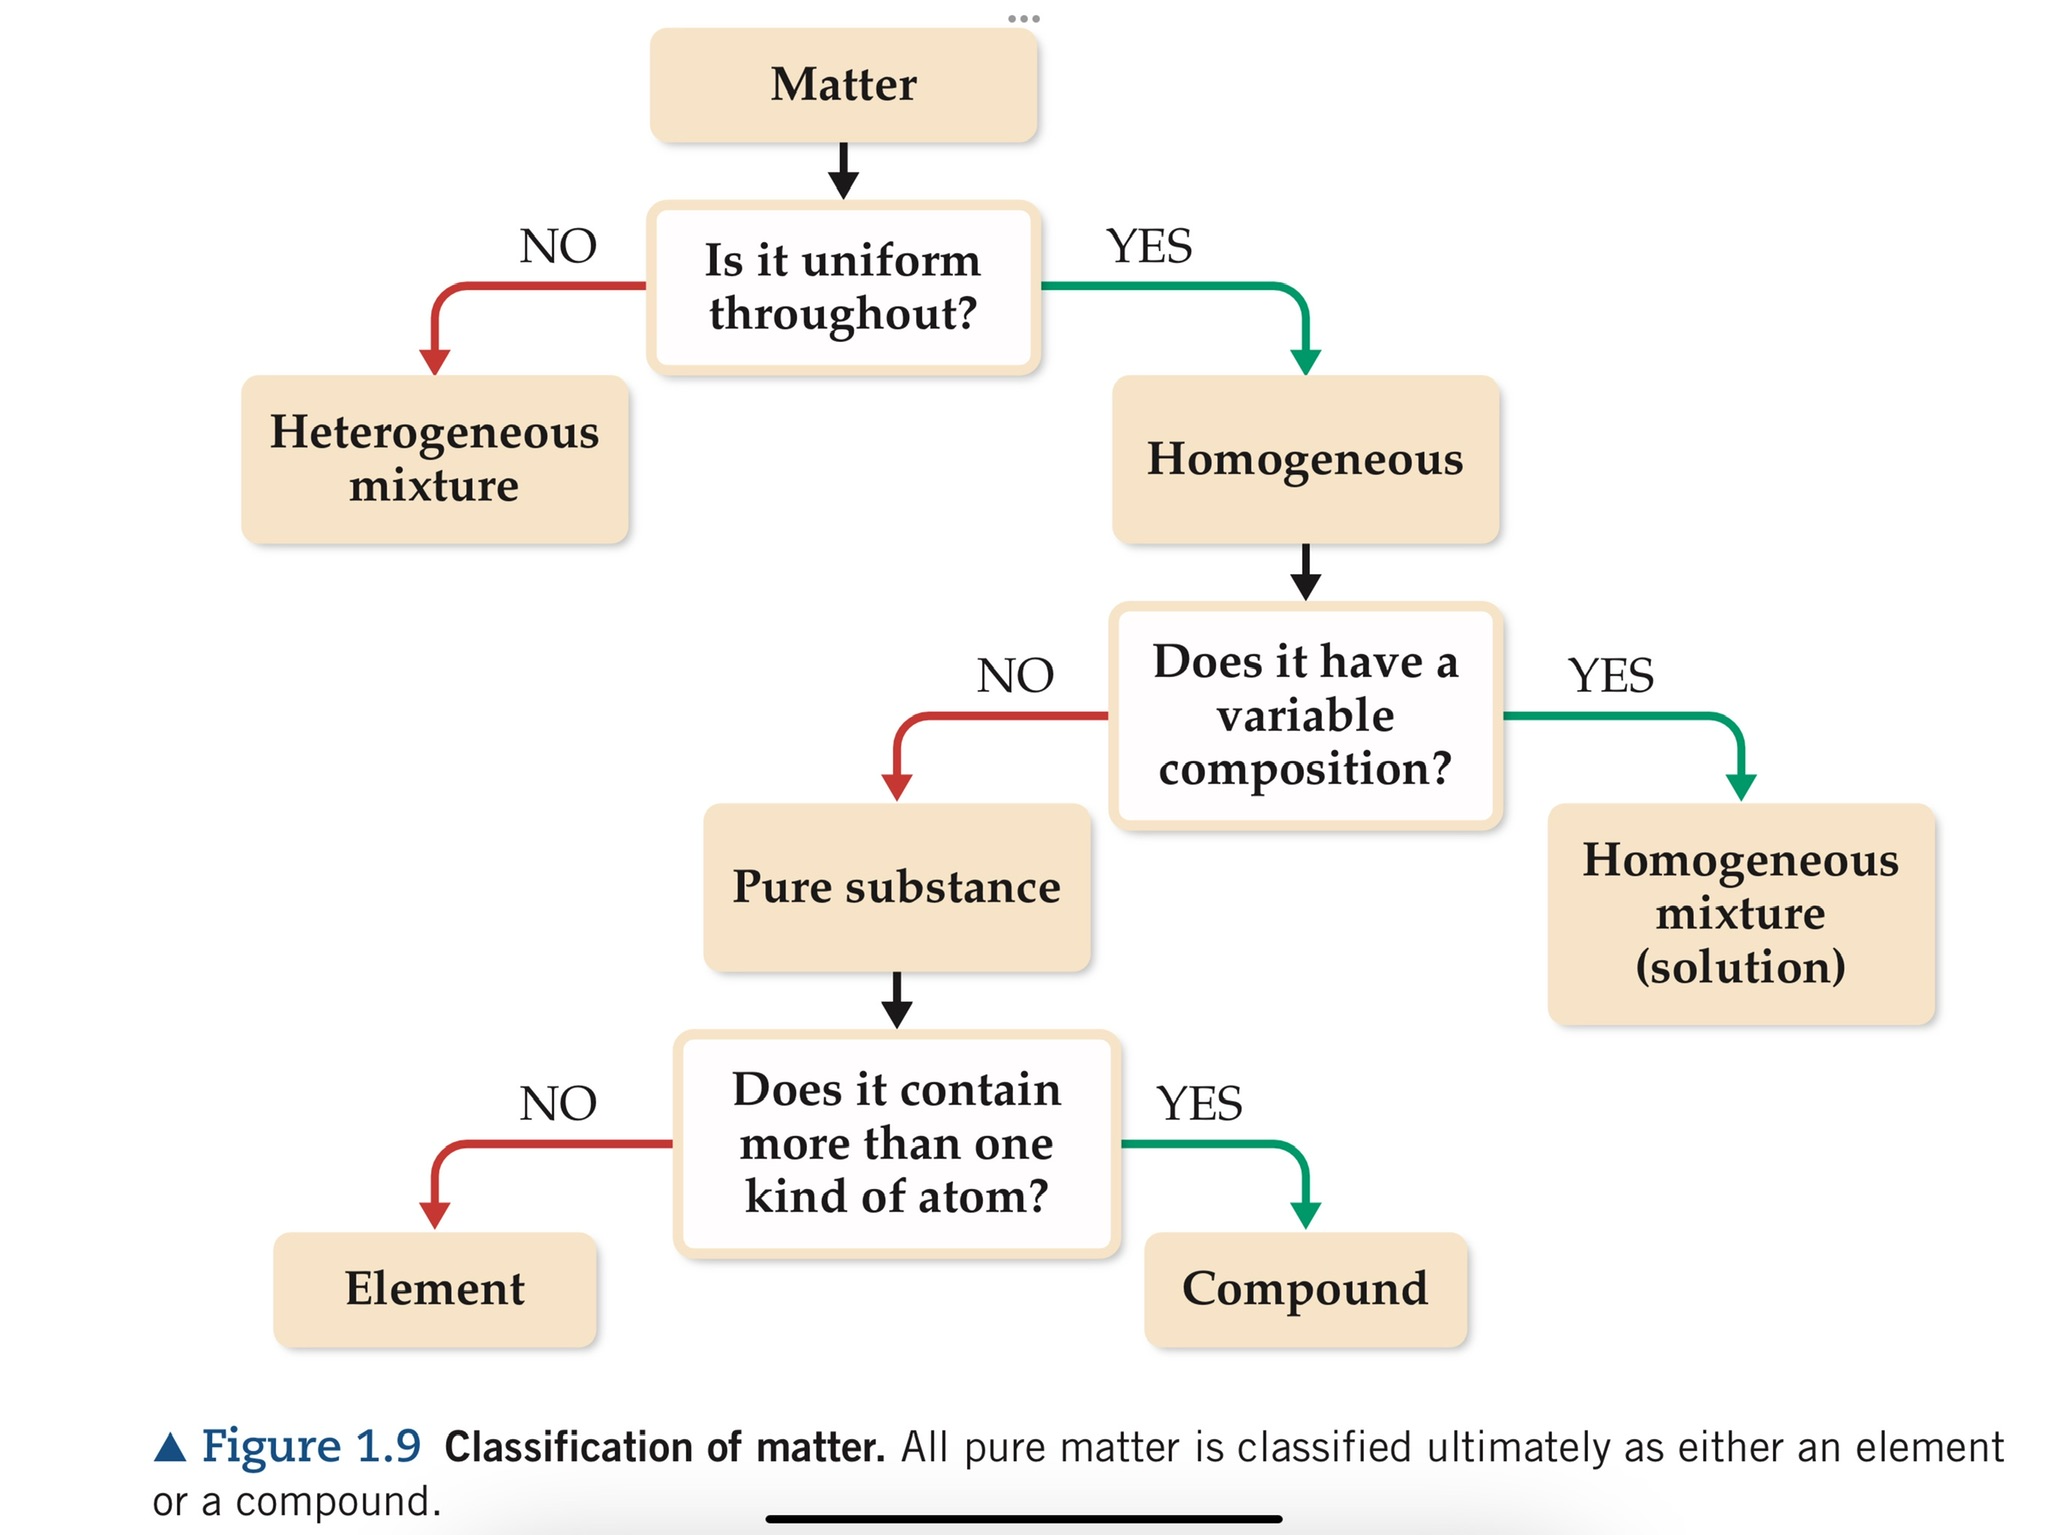 Matter
NO
Is it uniform
throughout?
YES
Heterogeneous
mixture
Homogeneous
NO
Does it have a
variable
composition?
YES
Pure substance
Homogeneous
mixture
(solution)
NO
Does it contain
more than one
kind of atom?
YES
Element
Compound
▲ Figure 1.9 Classification of matter. All pure matter is classified ultimately as either an element
or a compound.